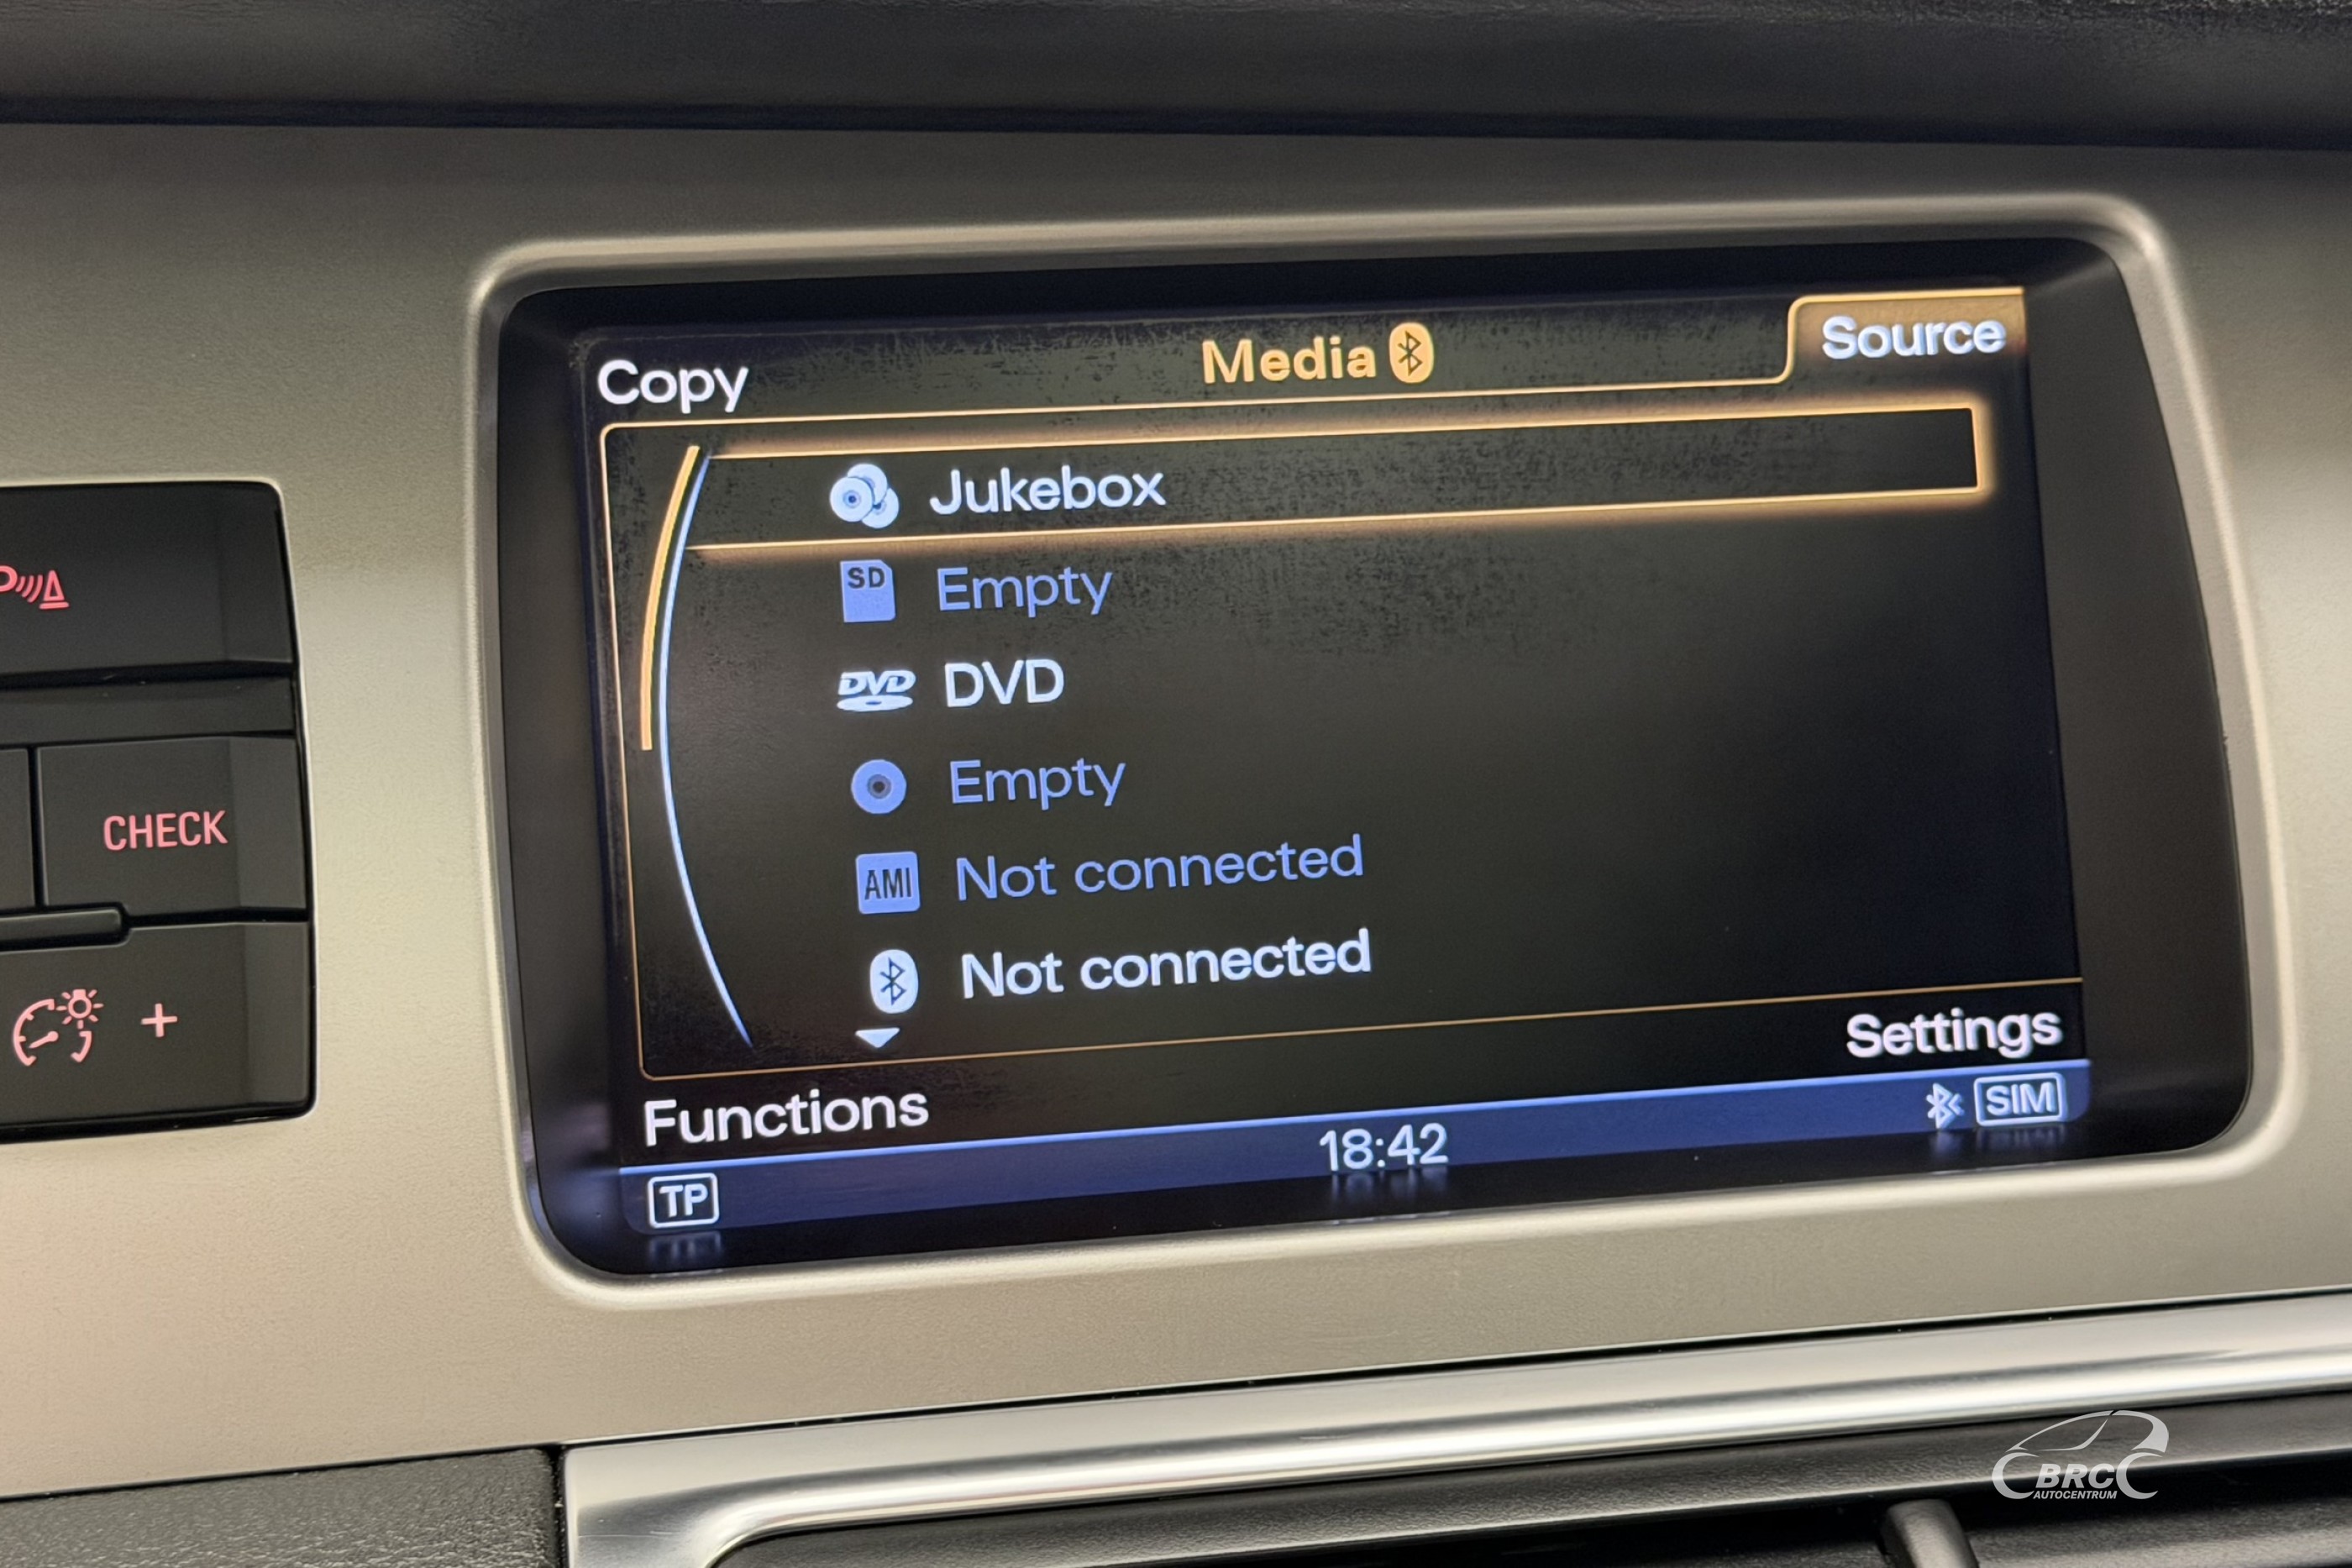 Copy
Media
Source
Jukebox
SD Empty
DVD DVD
Empty
AMI Not connected
Not connected
Settings
Functions
SIM
18:42
TP
P
CHECK
+
BRC
AUTOCENTRUM